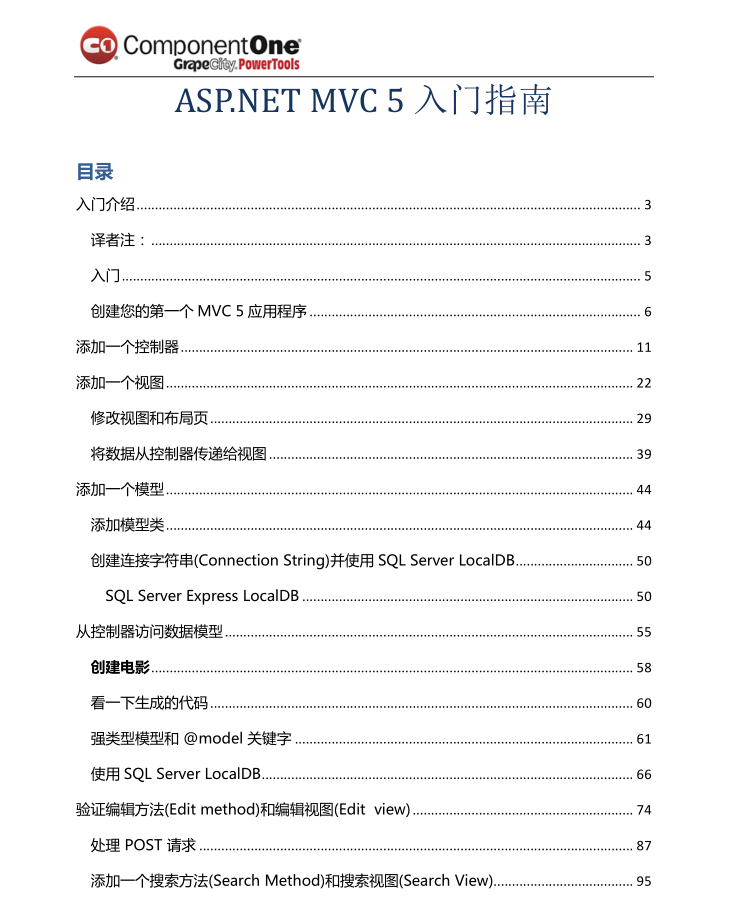 ComponentOne
GrapeCity PowerTools
ASP.NET MVC 5 入门指南
目录
入门介绍 3
译者注： 3
入门 5
创建您的第一个 MVC 5 应用程序 6
添加一个控制器 11
添加一个视图 22
修改视图和布局页 29
将数据从控制器传递给视图 39
添加一个模型 44
添加模型类 44
创建连接字符串(Connection String)并使用 SQL Server LocalDB 50
SQL Server Express LocalDB 50
从控制器访问数据模型 55
创建电影 58
看一下生成的代码 60
强类型模型和 @model 关键字 61
使用 SQL Server LocalDB 66
验证编辑方法(Edit method)和编辑视图(Edit view) 74
处理 POST 请求 87
添加一个搜索方法(Search Method)和搜索视图(Search View) 95